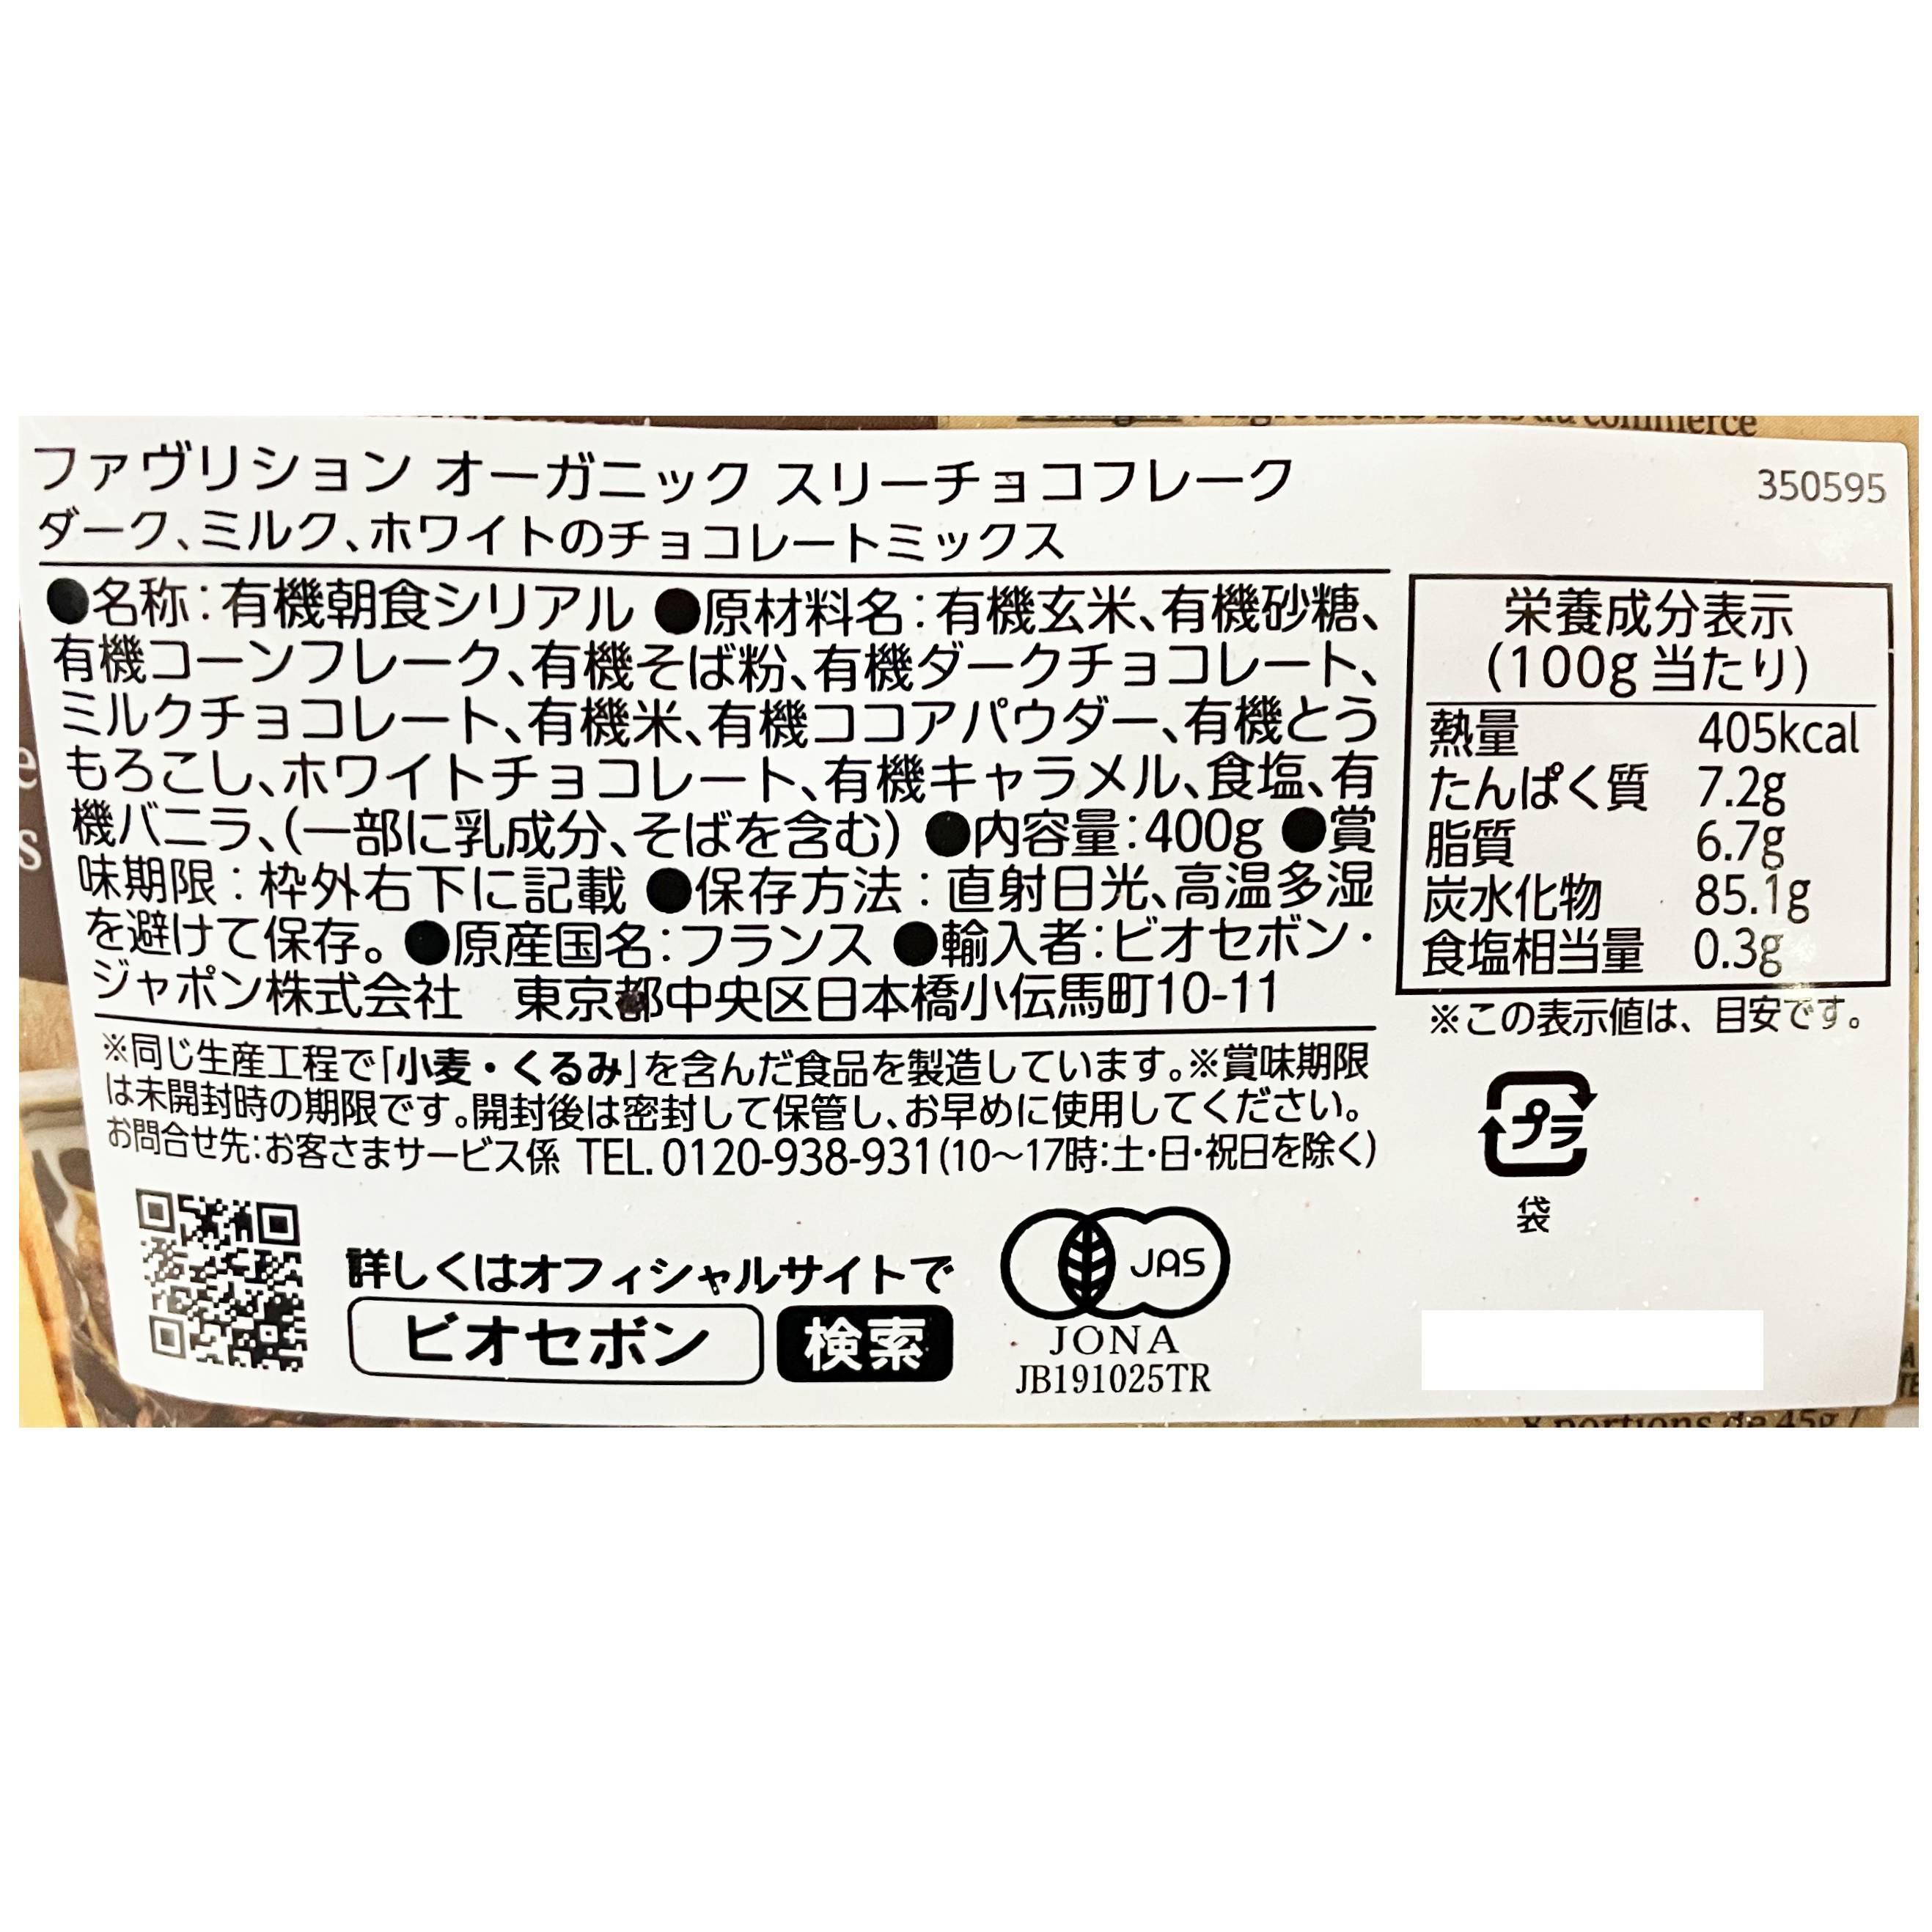 commerce
ファヴリション オーガニック スリーチョコフレーク
350595
ダーク、ミルク、ホワイトのチョコレートミックス
●名称：有機朝食シリアル ●原材料名：有機玄米、有機砂糖、
有機コーンフレーク、有機そば粉、有機ダークチョコレート、
ミルクチョコレート、有機米、有機ココアパウダー、有機とう
もろこし、ホワイトチョコレート、有機キャラメル、食塩、有
機バニラ、（一部に乳成分、そばを含む） ●内容量：400g ●賞
味期限：枠外右下に記載 ●保存方法：直射日光、高温多湿
を避けて保存。●原産国名：フランス ●輸入者：ビオセボン・
ジャポン株式会社　東京都中央区日本橋小伝馬町10-11
※同じ生産工程で「小麦・くるみ」を含んだ食品を製造しています。※賞味期限
は未開封時の期限です。開封後は密封して保管し、お早めに使用してください。
お問合せ先：お客さまサービス係 TEL. 0120-938-931（10～17時：土・日・祝日を除く）
栄養成分表示
（100g当たり）
熱量 405kcal
たんぱく質 7.2g
脂質 6.7g
炭水化物 85.1g
食塩相当量 0.3g
※この表示値は、目安です。
プラ
袋
詳しくはオフィシャルサイトで
ビオセボン 検索
JAS
JONA
JB191025TR
portions de 45g /